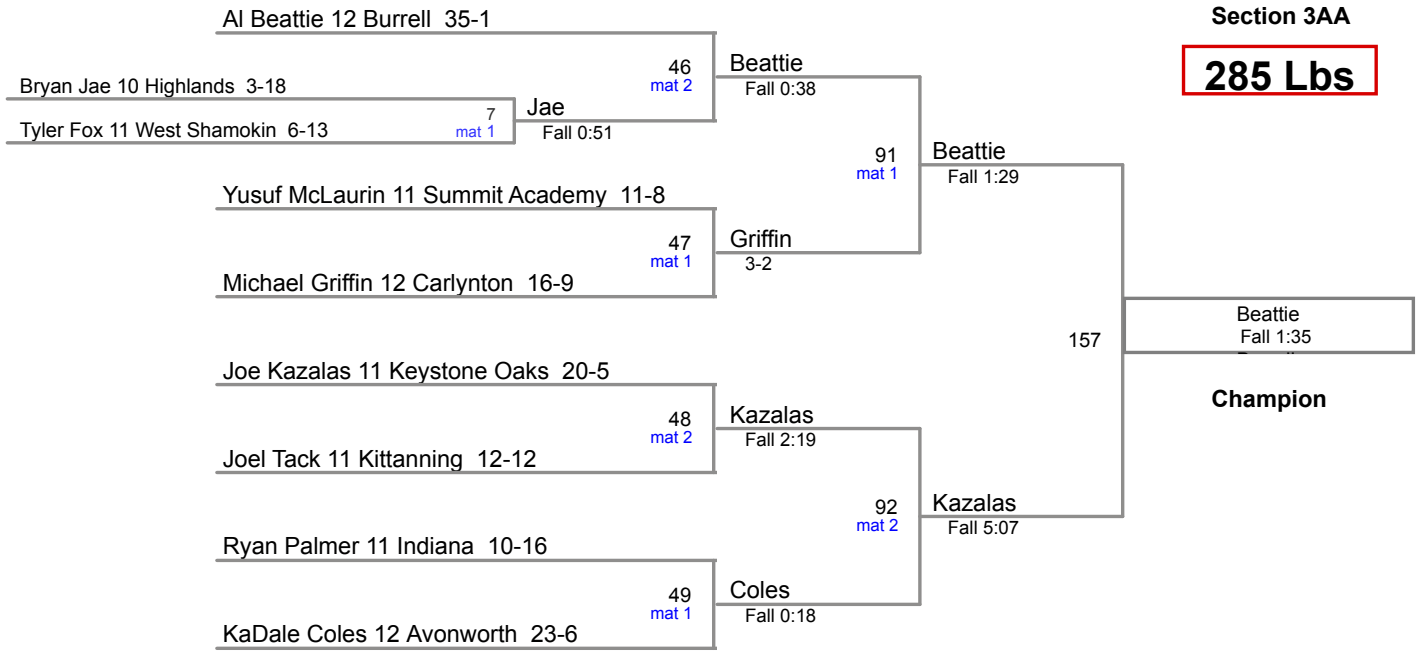 Al Beattie 12 Burrell 35-1
Section 3AA
285 Lbs
46
mat 2
Beattie
Fall 0:38
Bryan Jae 10 Highlands 3-18
7
mat 1
Jae
Fall 0:51
Tyler Fox 11 West Shamokin 6-13
91
mat 1
Beattie
Fall 1:29
Yusuf McLaurin 11 Summit Academy 11-8
47
mat 1
Griffin
3-2
Michael Griffin 12 Carlynton 16-9
157
Beattie
Fall 1:35
Champion
Joe Kazalas 11 Keystone Oaks 20-5
48
mat 2
Kazalas
Fall 2:19
Joel Tack 11 Kittanning 12-12
92
mat 2
Kazalas
Fall 5:07
Ryan Palmer 11 Indiana 10-16
49
mat 1
Coles
Fall 0:18
KaDale Coles 12 Avonworth 23-6